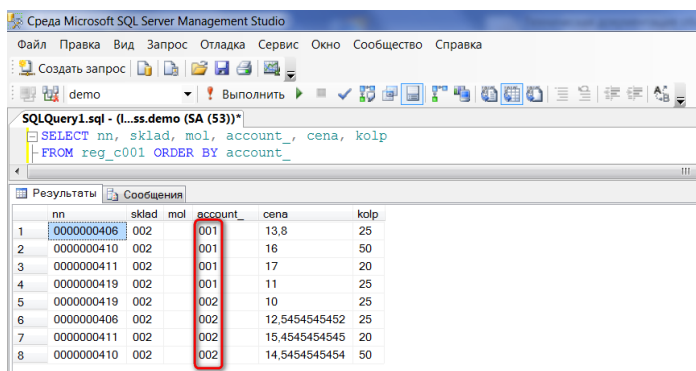 Среда Microsoft SQL Server Management Studio
Файл Правка Вид Запрос Отладка Сервис Окно Сообщество Справка
Создать запрос
demo Выполнить
SQLQuery1.sql - (l...ss.demo (SA (53))*
SELECT nn, sklad, mol, account_, cena, kolp
FROM reg_c001 ORDER BY account_
Результаты Сообщения
nn sklad mol account_ cena kolp
1 0000000406 002 001 13,8 25
2 0000000410 002 001 16 50
3 0000000411 002 001 17 20
4 0000000419 002 001 11 25
5 0000000419 002 002 10 25
6 0000000406 002 002 12,5454545452 25
7 0000000411 002 002 15,4545454545 20
8 0000000410 002 002 14,5454545454 50